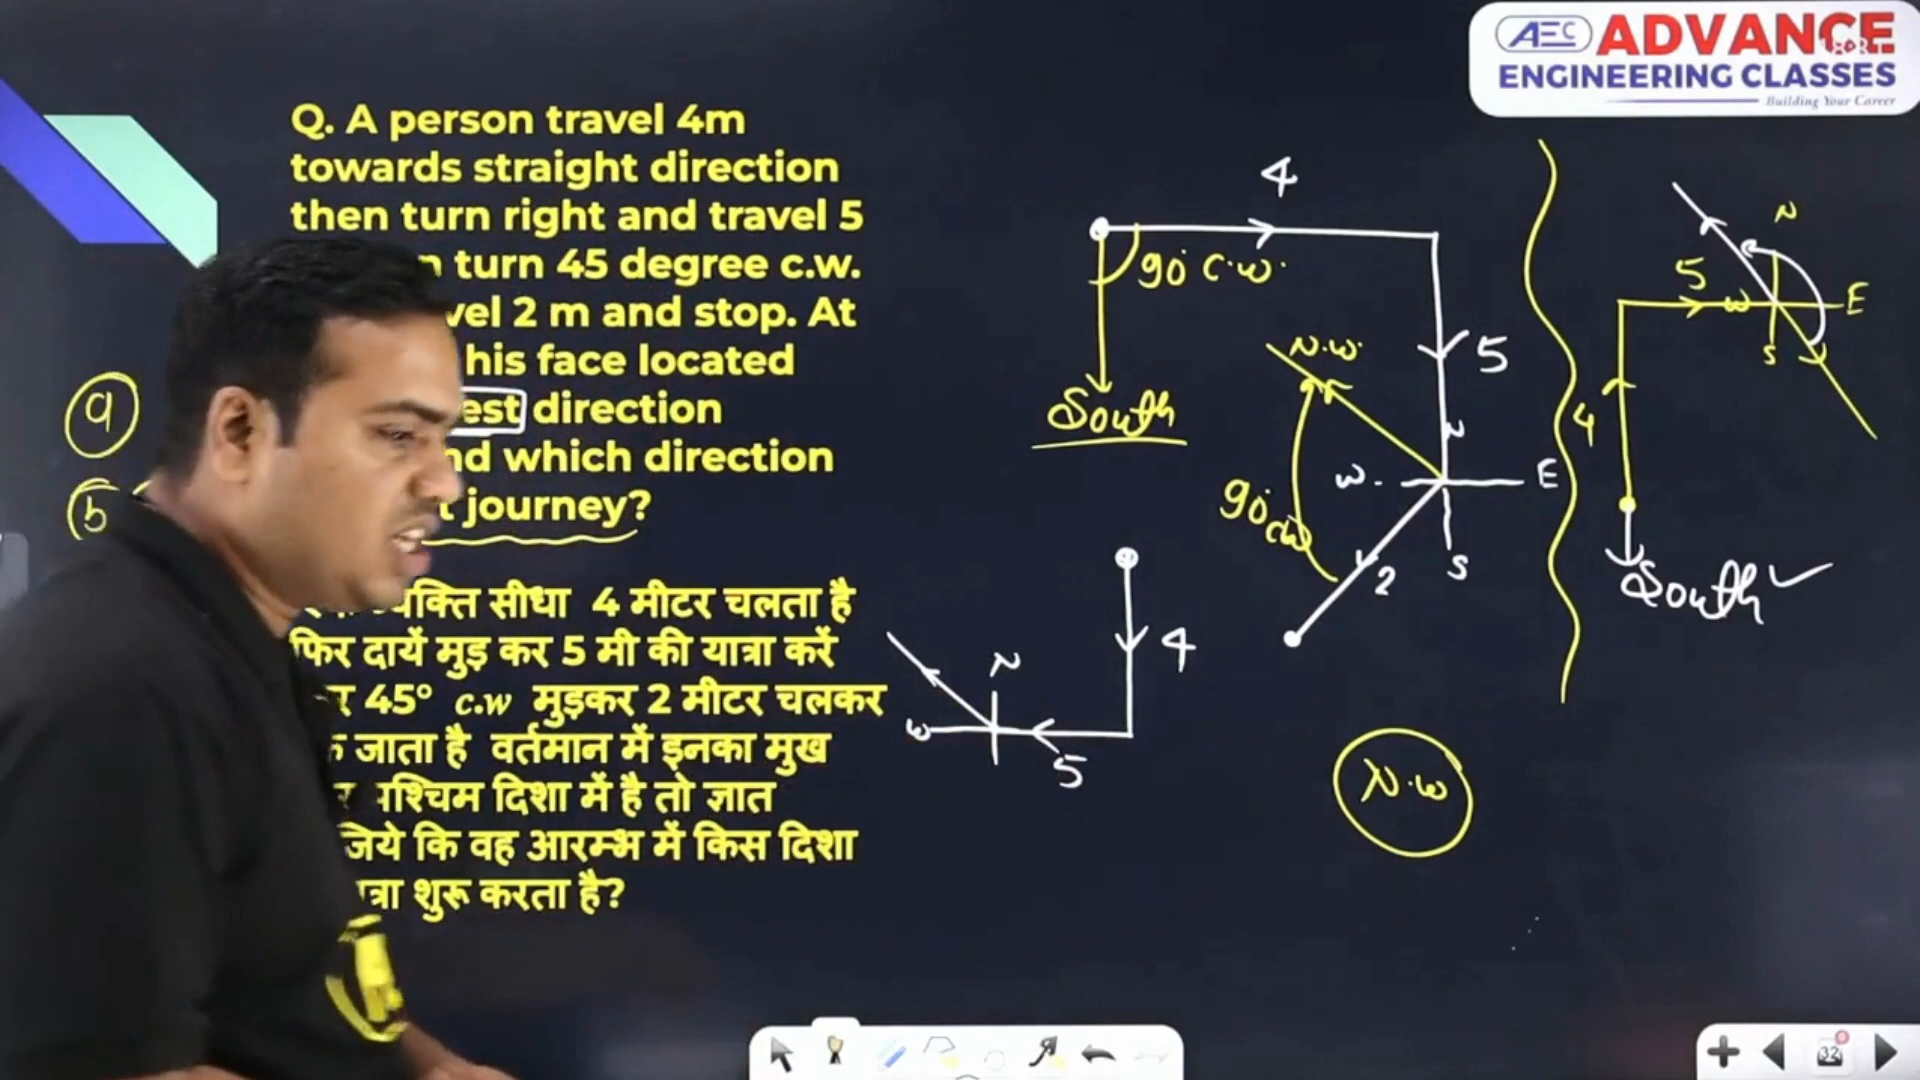 AEC ADVANCE
ENGINEERING CLASSES
Building Your Career
Q. A person travel 4m
towards straight direction
then turn right and travel 5
turn 45 degree c.w.
vel 2 m and stop. At
his face located
est direction
nd which direction
t journey?
a
b
व्यक्ति सीधा 4 मीटर चलता है
फिर दायें मुड़ कर 5 मी की यात्रा करें
र 45° c.w मुड़कर 2 मीटर चलकर
जाता है वर्तमान में इनका मुख
र पश्चिम दिशा में है तो ज्ञात
जिये कि वह आरम्भ में किस दिशा
त्रा शुरू करता है?
4
90° C.W.
South
5
N.W.
N
W.
E
S
90° cw
2
N
W
4
5
N.W
N
5
W
E
S
4
South
32